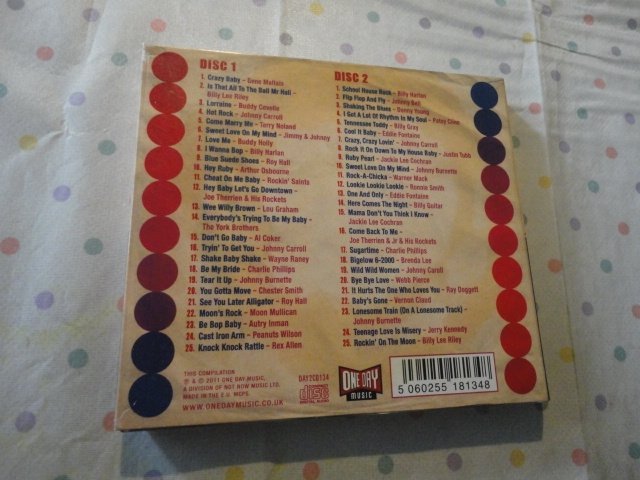 DISC 1
1. Crazy Baby - Gene Maltais
2. Is That All To The Ball Mr Hall -
Billy Lee Riley
3. Lorraine - Buddy Covelle
4. Hot Rock - Johnny Carroll
5. Come Marry Me - Terry Noland
6. Sweet Love On My Mind - Jimmy & Johnny
7. Love Me - Buddy Holly
8. I Wanna Bop - Billy Harlan
9. Blue Suede Shoes - Roy Hall
10. Hey Ruby - Arthur Osbourne
11. Cheat On Me Baby - Rockin' Saints
12. Hey Baby Let's Go Downtown -
Joe Therrien & His Rockets
13. Wee Willy Brown - Lou Graham
14. Everybody's Trying To Be My Baby -
The York Brothers
15. Don't Go Baby - Al Coker
16. Tryin' To Get You - Johnny Carroll
17. Shake Baby Shake - Wayne Raney
18. Be My Bride - Charlie Phillips
19. Tear It Up - Johnny Burnette
20. You Gotta Move - Chester Smith
21. See You Later Alligator - Roy Hall
22. Moon's Rock - Moon Mullican
23. Be Bop Baby - Autry Inman
24. Cast Iron Arm - Peanuts Wilson
25. Knock Knock Rattle - Rex Allen
DISC 2
1. School House Rock - Billy Harlan
2. Flip Flop And Fly - Johnny Bell
3. Shaking The Blues - Donny Young
4. I Got A Lot Of Rhythm In My Soul - Patsy Cline
5. Tennessee Toddy - Billy Gray
6. Cool It Baby - Eddie Fontaine
7. Crazy, Crazy Lovin' - Johnny Carroll
8. Rock It On Down To My House Baby - Justin Tubb
9. Ruby Pearl - Jackie Lee Cochran
10. Sweet Love On My Mind - Johnny Burnette
11. Rock-A-Chicka - Warner Mack
12. Lookie Lookie Lookie - Ronnie Smith
13. One And Only - Eddie Fontaine
14. Here Comes The Night - Billy Guitar
15. Mama Don't You Think I Know -
Jackie Lee Cochran
16. Come Back To Me -
Joe Therrien & Jr & His Rockets
17. Sugartime - Charlie Phillips
18. Bigelow 6-2000 - Brenda Lee
19. Wild Wild Women - Johnny Caroll
20. Bye Bye Love - Webb Pierce
21. It Hurts The One Who Loves You - Ray Doggett
22. Baby's Gone - Vernon Claud
23. Lonesome Train (On A Lonesome Track) -
Johnny Burnette
24. Teenage Love Is Misery - Jerry Kennedy
25. Rockin' On The Moon - Billy Lee Riley
THIS COMPILATION
℗ & © 2011 ONE DAY MUSIC,
A DIVISION OF NOT NOW MUSIC LTD.
MADE IN THE E.U. MCPS.
WWW.ONEDAYMUSIC.CO.UK
DAY2CD134
COMPACT
disc
DIGITAL AUDIO
ONE DAY
MUSIC
5 060255 181348